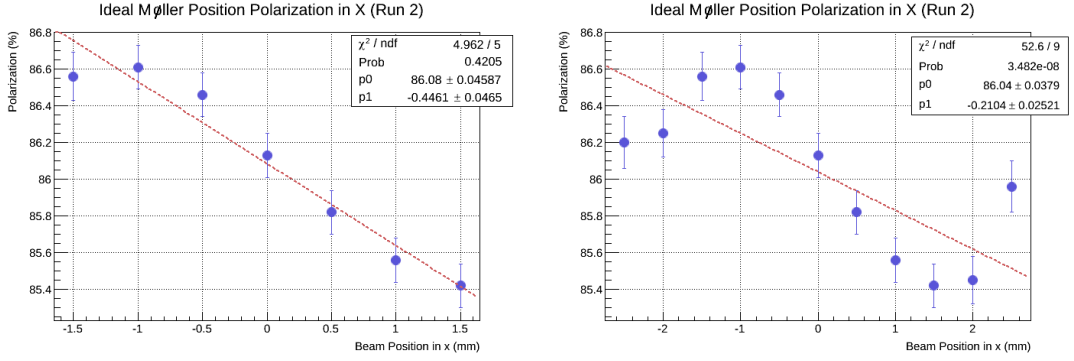 Ideal Møller Position Polarization in X (Run 2)
Polarization (%)
86.8
86.6
86.4
86.2
86
85.8
85.6
85.4
χ² / ndf 4.962 / 5
Prob 0.4205
p0 86.08 ± 0.04587
p1 -0.4461 ± 0.0465
-1.5 -1 -0.5 0 0.5 1 1.5
Beam Position in x (mm)
Ideal Møller Position Polarization in X (Run 2)
Polarization (%)
86.8
86.6
86.4
86.2
86
85.8
85.6
85.4
χ² / ndf 52.6 / 9
Prob 3.482e-08
p0 86.04 ± 0.0379
p1 -0.2104 ± 0.02521
-2 -1 0 1 2
Beam Position in x (mm)